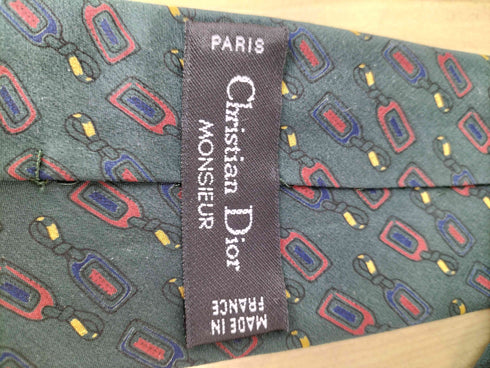 PARIS
Christian Dior
MONSIEUR
MADE IN
FRANCE